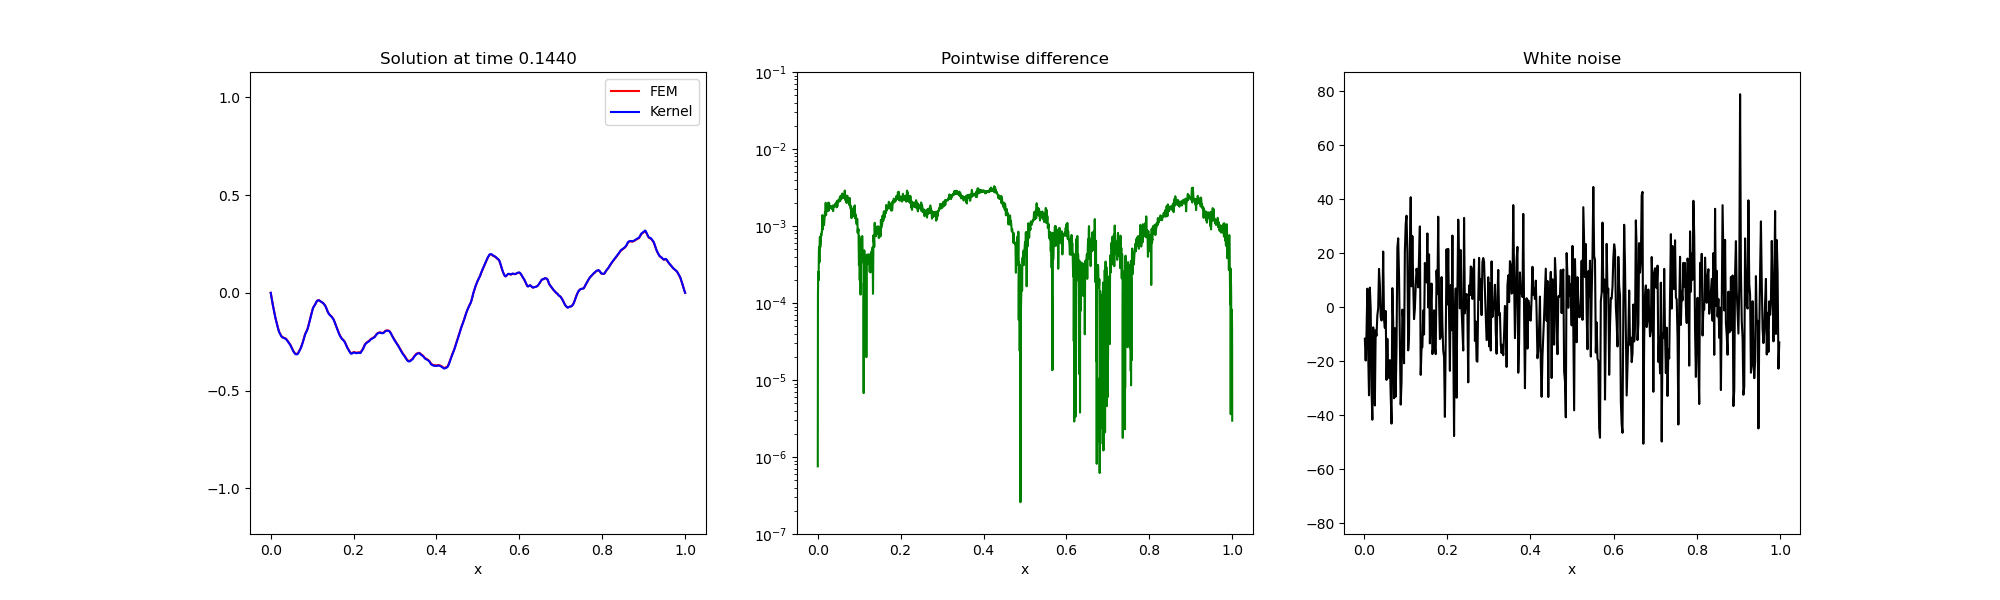 Solution at time 0.1440
1.0
0.5
0.0
−0.5
−1.0
FEM
Kernel
0.0 0.2 0.4 0.6 0.8 1.0
x
Pointwise difference
10⁻¹
10⁻²
10⁻³
10⁻⁴
10⁻⁵
10⁻⁶
10⁻⁷
0.0 0.2 0.4 0.6 0.8 1.0
x
White noise
80
60
40
20
0
−20
−40
−60
−80
0.0 0.2 0.4 0.6 0.8 1.0
x